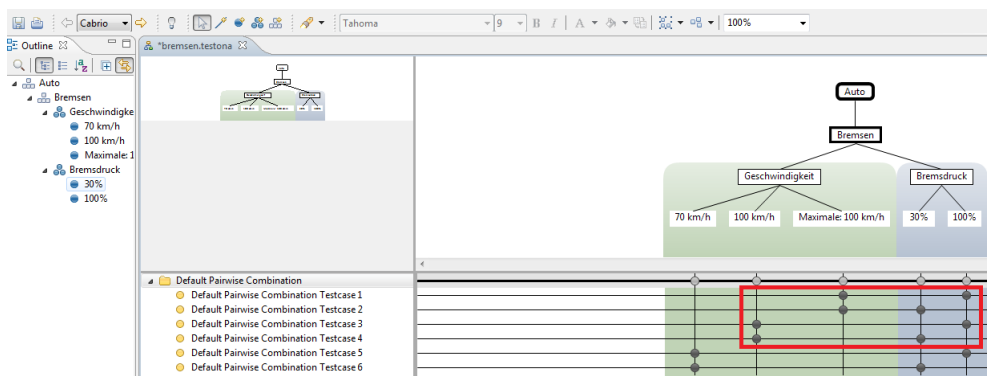 Cabrio
Tahoma
9
B I A
100%
Outline
*bremsen.testona
Auto
Bremsen
Geschwindigke
70 km/h
100 km/h
Maximale: 1
Bremsdruck
30%
100%
Auto
Bremsen
Geschwindigkeit Bremsdruck
70 km/h 100 km/h Maximale: 100 km/h 30% 100%
Default Pairwise Combination
Default Pairwise Combination Testcase 1
Default Pairwise Combination Testcase 2
Default Pairwise Combination Testcase 3
Default Pairwise Combination Testcase 4
Default Pairwise Combination Testcase 5
Default Pairwise Combination Testcase 6